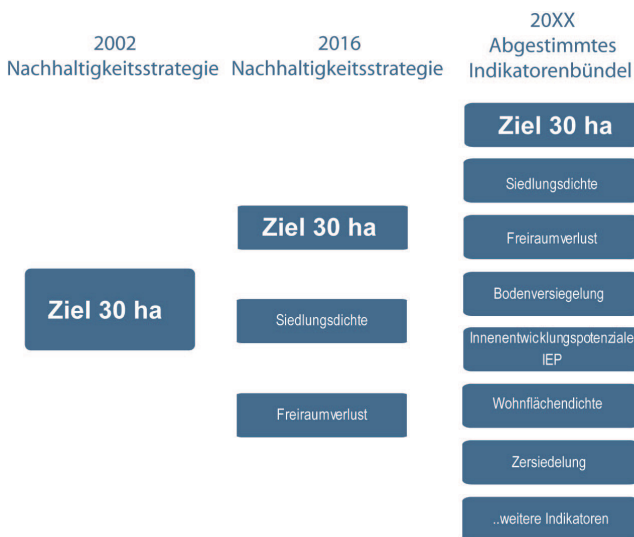 2002
Nachhaltigkeitsstrategie
Ziel 30 ha
2016
Nachhaltigkeitsstrategie
Ziel 30 ha
Siedlungsdichte
Freiraumverlust
20XX
Abgestimmtes
Indikatorenbündel
Ziel 30 ha
Siedlungsdichte
Freiraumverlust
Bodenversiegelung
Innenentwicklungspotenziale
IEP
Wohnflächendichte
Zersiedelung
..weitere Indikatoren